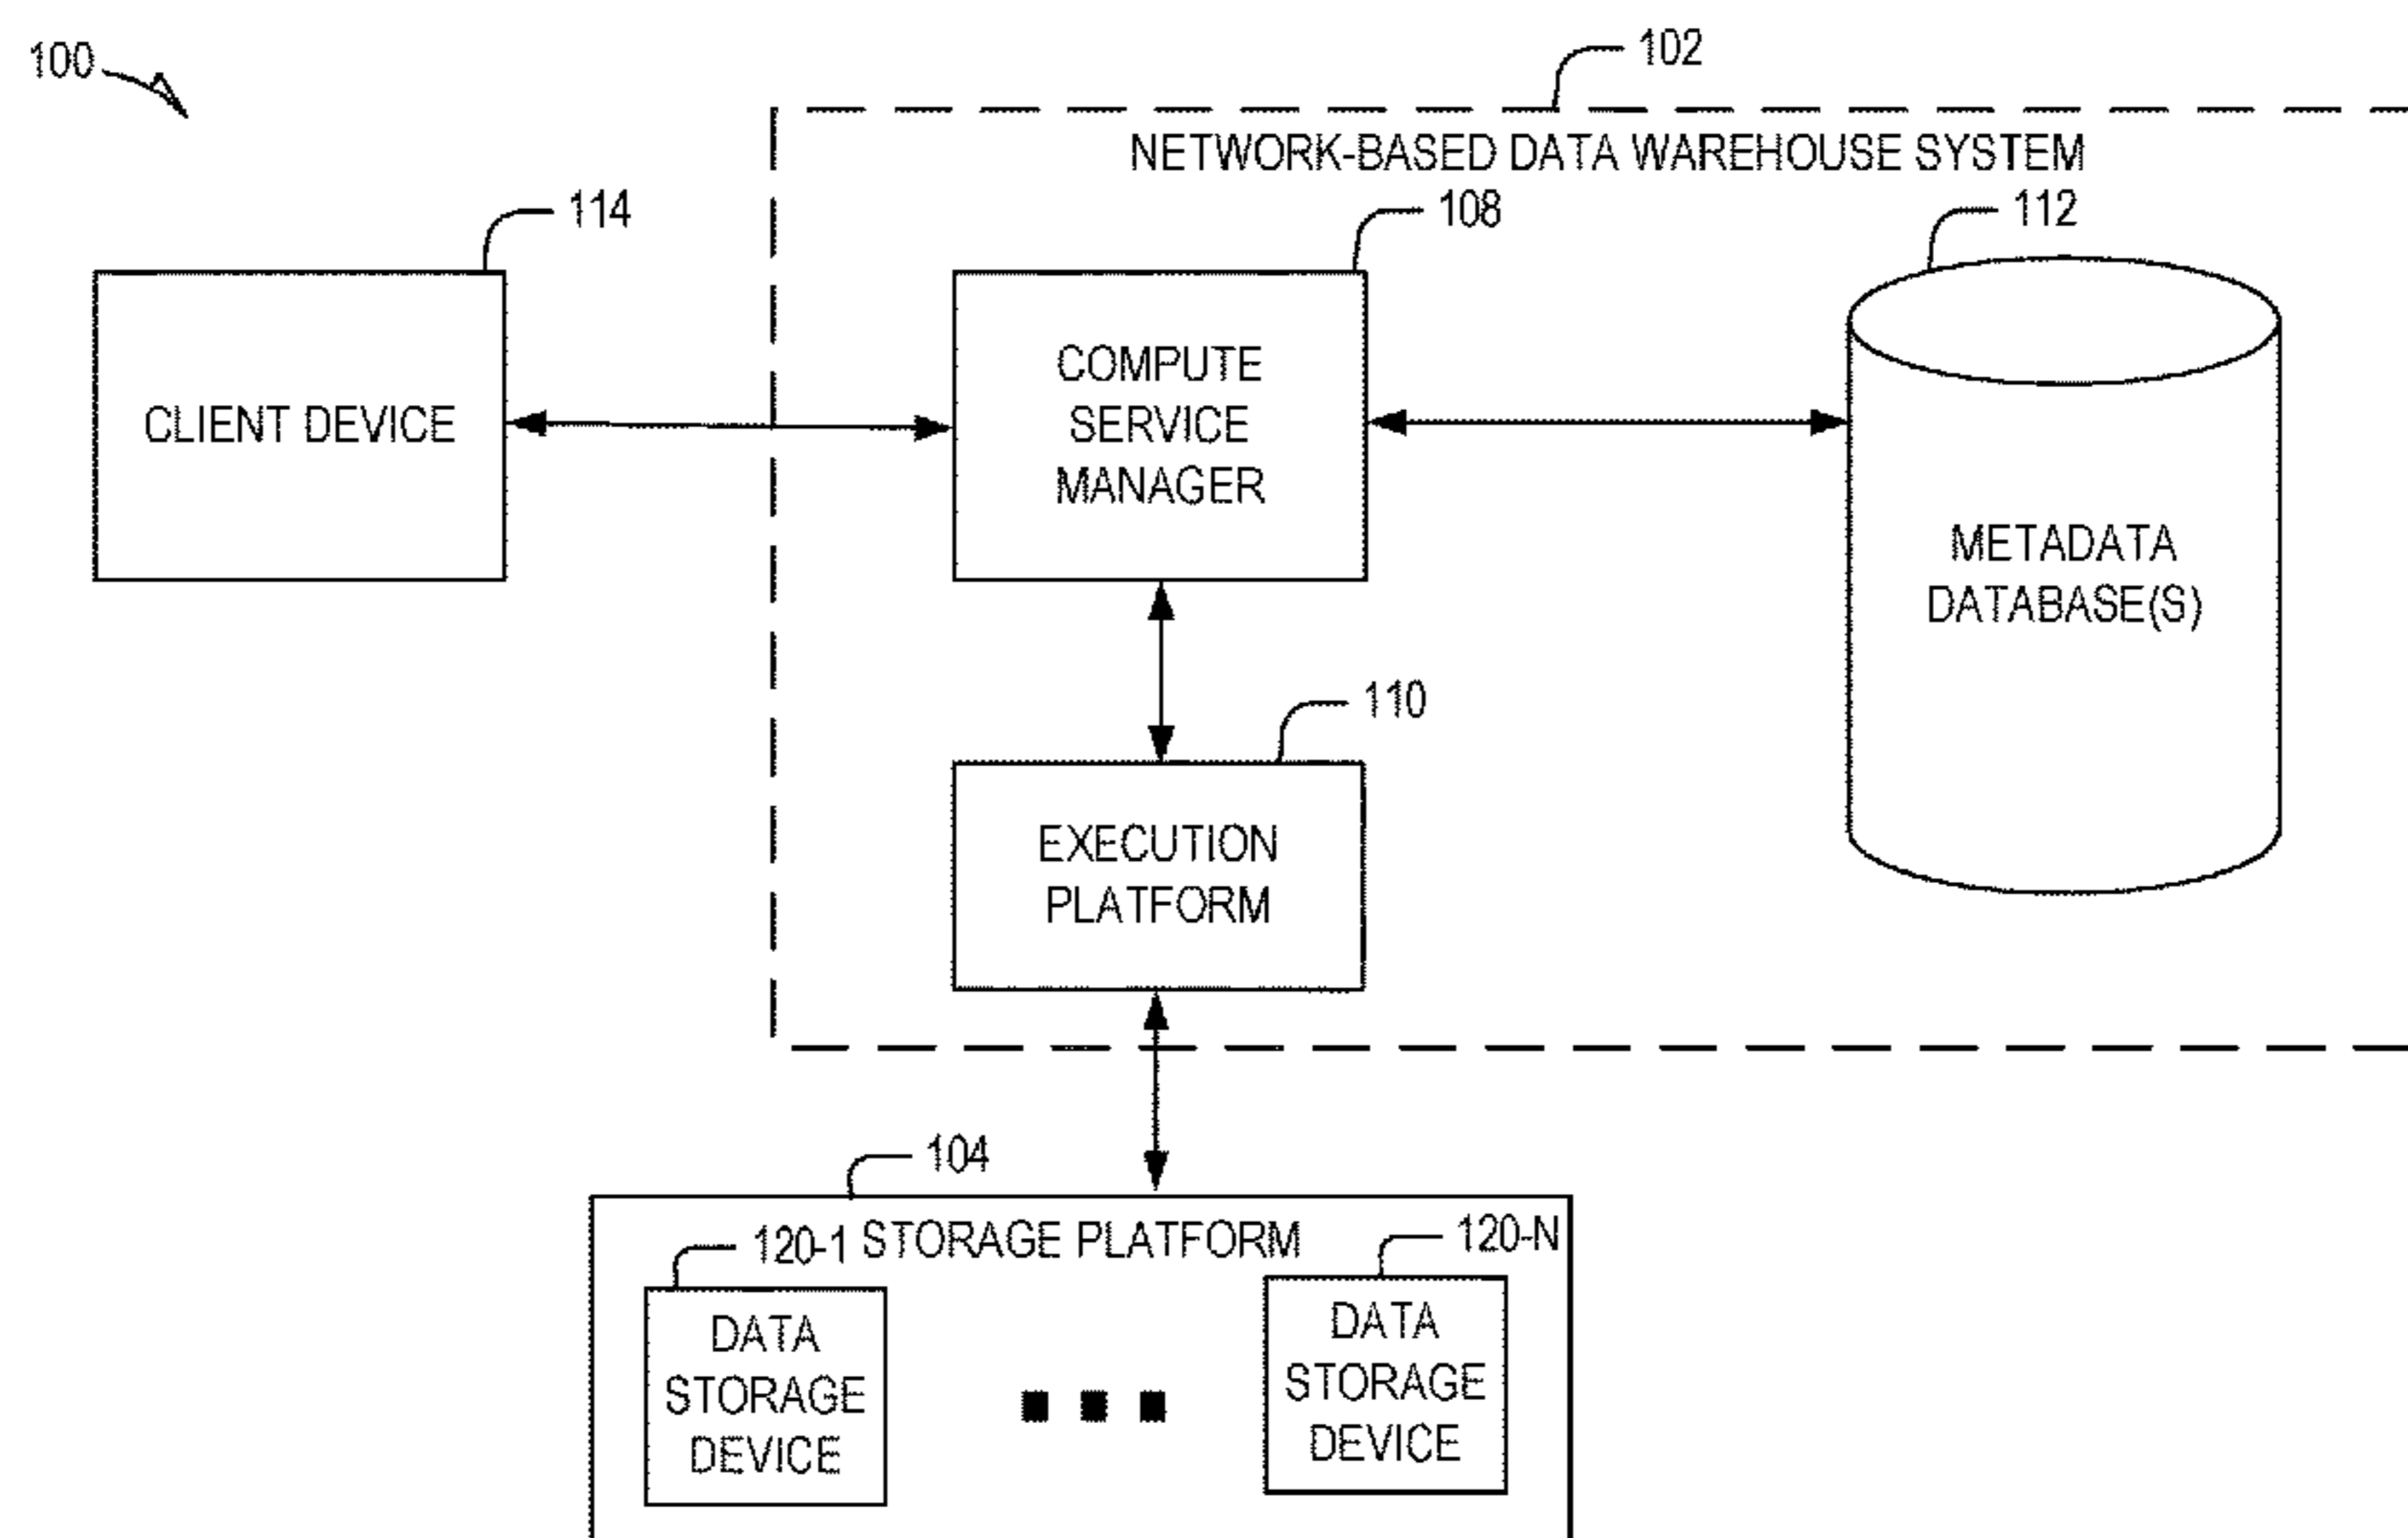 100
102
NETWORK-BASED DATA WAREHOUSE SYSTEM
114
108
112
CLIENT DEVICE
COMPUTE
SERVICE
MANAGER
METADATA
DATABASE(S)
110
EXECUTION
PLATFORM
104
STORAGE PLATFORM
120-1
120-N
DATA
STORAGE
DEVICE
DATA
STORAGE
DEVICE